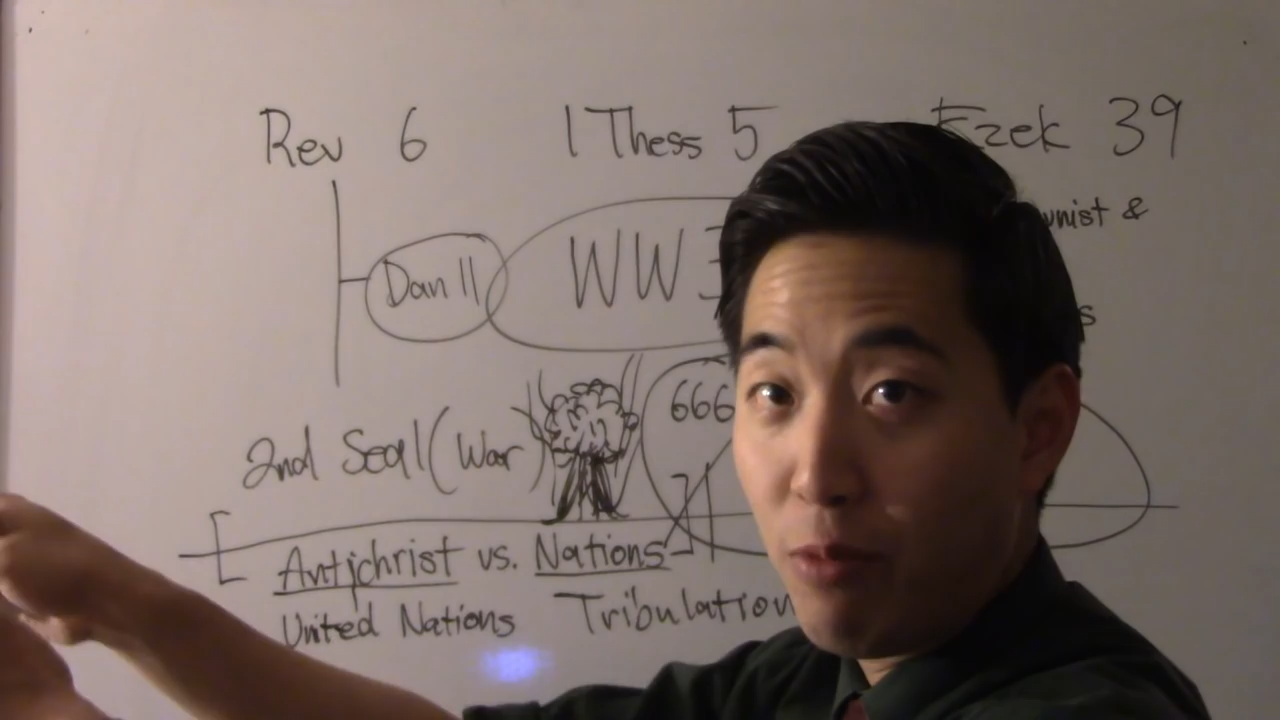 Rev 6 1 Thess 5 Ezek 39
unist &
Dan 11 WW 3
s
666
2nd Seal (War)
Antichrist vs. Nations
United Nations Tribulation